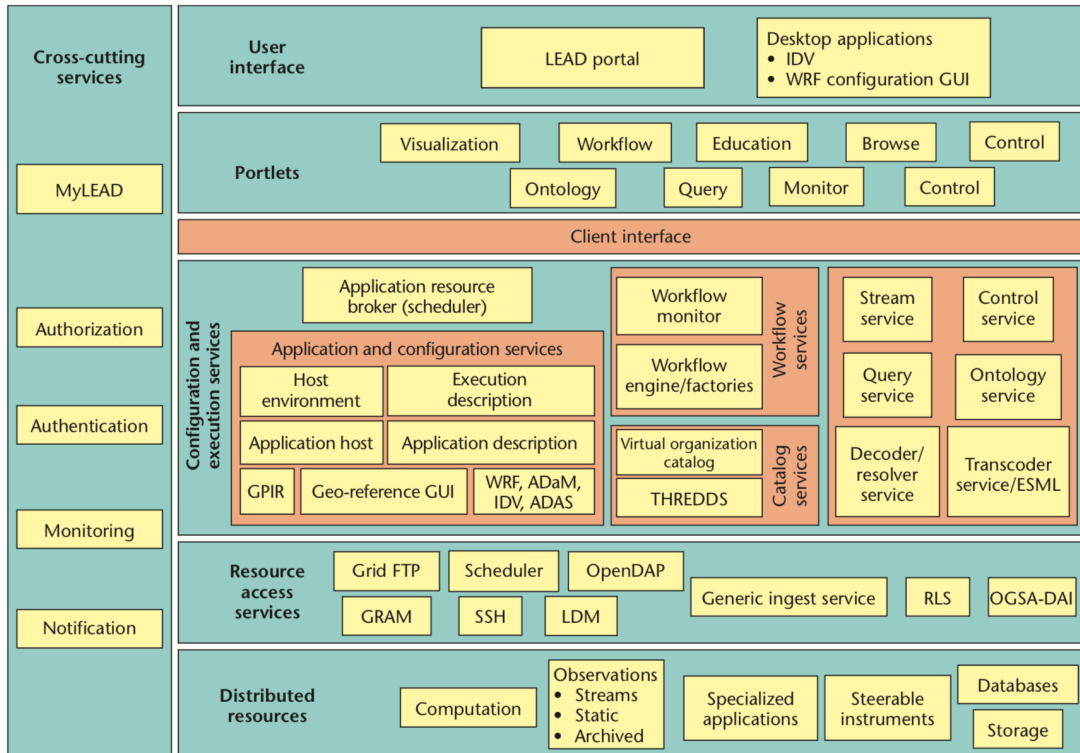 Cross-cutting
services
MyLEAD
Authorization
Authentication
Monitoring
Notification
User
interface
LEAD portal
Desktop applications
• IDV
• WRF configuration GUI
Portlets
Visualization
Workflow
Education
Browse
Control
Ontology
Query
Monitor
Control
Client interface
Configuration and
execution services
Application resource
broker (scheduler)
Application and configuration services
Host
environment
Execution
description
Application host
Application description
GPIR
Geo-reference GUI
WRF, ADaM,
IDV, ADAS
Workflow
monitor
Workflow
engine/factories
Workflow
services
Virtual organization
catalog
THREDDS
Catalog
services
Stream
service
Control
service
Query
service
Ontology
service
Decoder/
resolver
service
Transcoder
service/ESML
Resource
access
services
Grid FTP
Scheduler
OpenDAP
GRAM
SSH
LDM
Generic ingest service
RLS
OGSA-DAI
Distributed
resources
Computation
Observations
• Streams
• Static
• Archived
Specialized
applications
Steerable
instruments
Databases
Storage